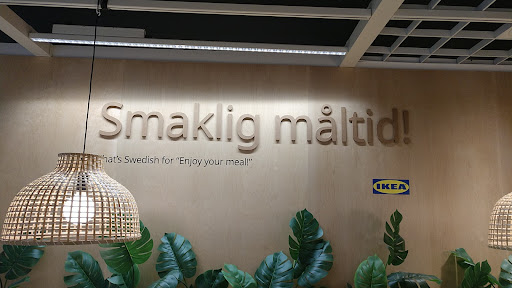 Smaklig måltid!
hat's Swedish for "Enjoy your meal!"
IKEA